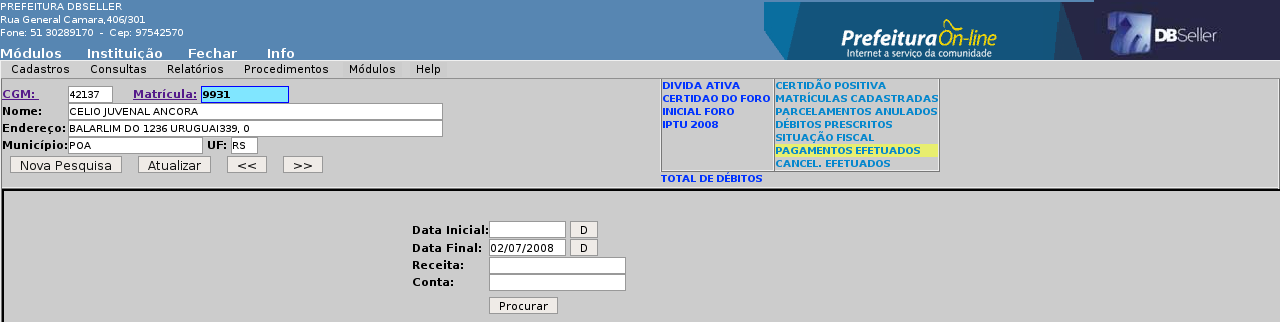 PREFEITURA DBSELLER
Rua General Camara,406/301
Fone: 51 30289170 - Cep: 97542570
Prefeitura On-line
Internet a serviço da comunidade
DBSeller
Módulos Instituição Fechar Info
Cadastros Consultas Relatórios Procedimentos Módulos Help
CGM: 42137 Matrícula: 9931
Nome: CELIO JUVENAL ANCORA
Endereço: BALARLIM DO 1236 URUGUAI339, 0
Município: POA UF: RS
Nova Pesquisa Atualizar << >>
DIVIDA ATIVA
CERTIDAO DO FORO
INICIAL FORO
IPTU 2008
CERTIDÃO POSITIVA
MATRÍCULAS CADASTRADAS
PARCELAMENTOS ANULADOS
DÉBITOS PRESCRITOS
SITUAÇÃO FISCAL
PAGAMENTOS EFETUADOS
CANCEL. EFETUADOS
TOTAL DE DÉBITOS
Data Inicial: D
Data Final: 02/07/2008 D
Receita:
Conta:
Procurar